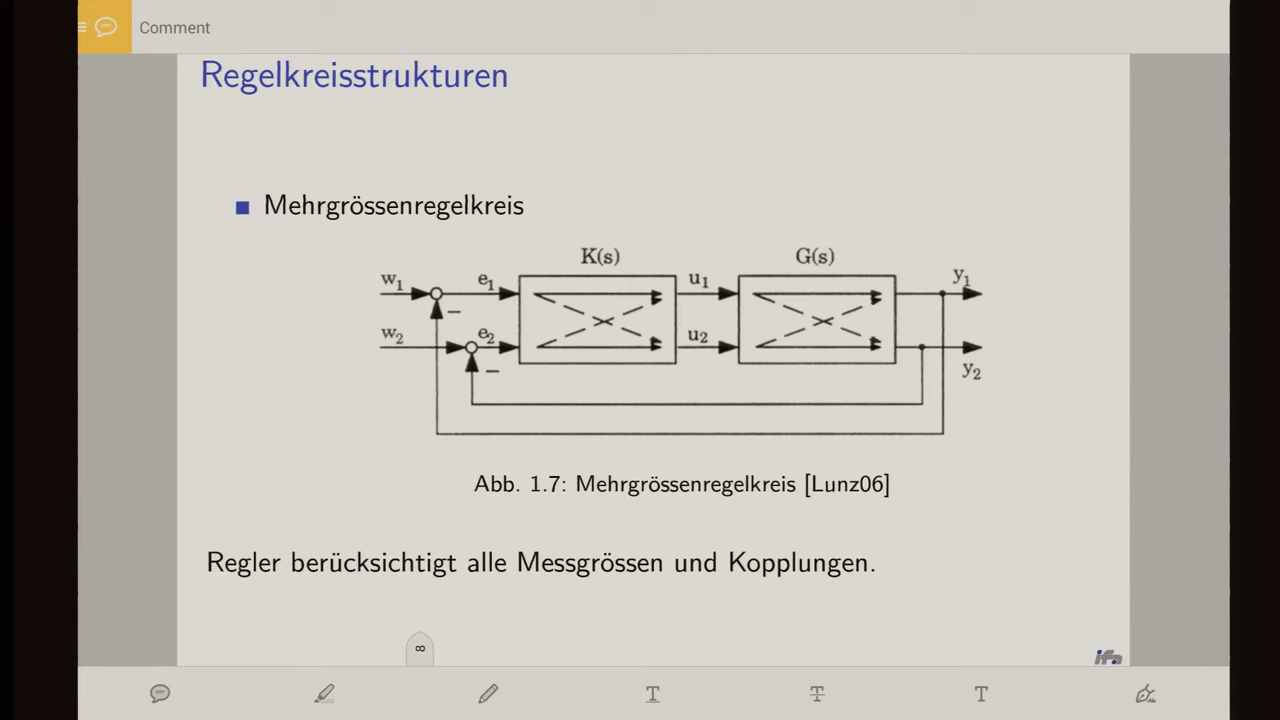 Comment
Regelkreisstrukturen
Mehrgrössenregelkreis
K(s) G(s)
w1 e1 u1 y1
w2 e2 u2 y2
Abb. 1.7: Mehrgrössenregelkreis [Lunz06]
Regler berücksichtigt alle Messgrössen und Kopplungen.
8
T T T